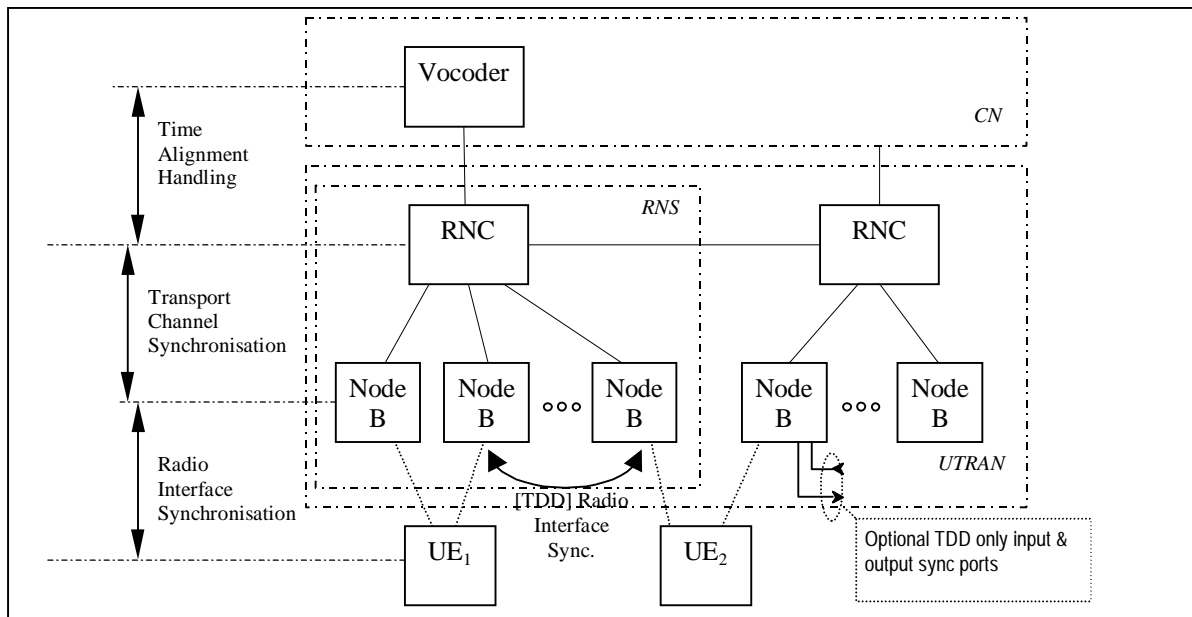 Vocoder
CN
Time
Alignment
Handling
RNS
RNC
RNC
Transport
Channel
Synchronisation
Node
B
Node
B
Node
B
Node
B
Node
B
UTRAN
Radio
Interface
Synchronisation
[TDD] Radio
Interface
Sync.
UE1
UE2
Optional TDD only input &
output sync ports